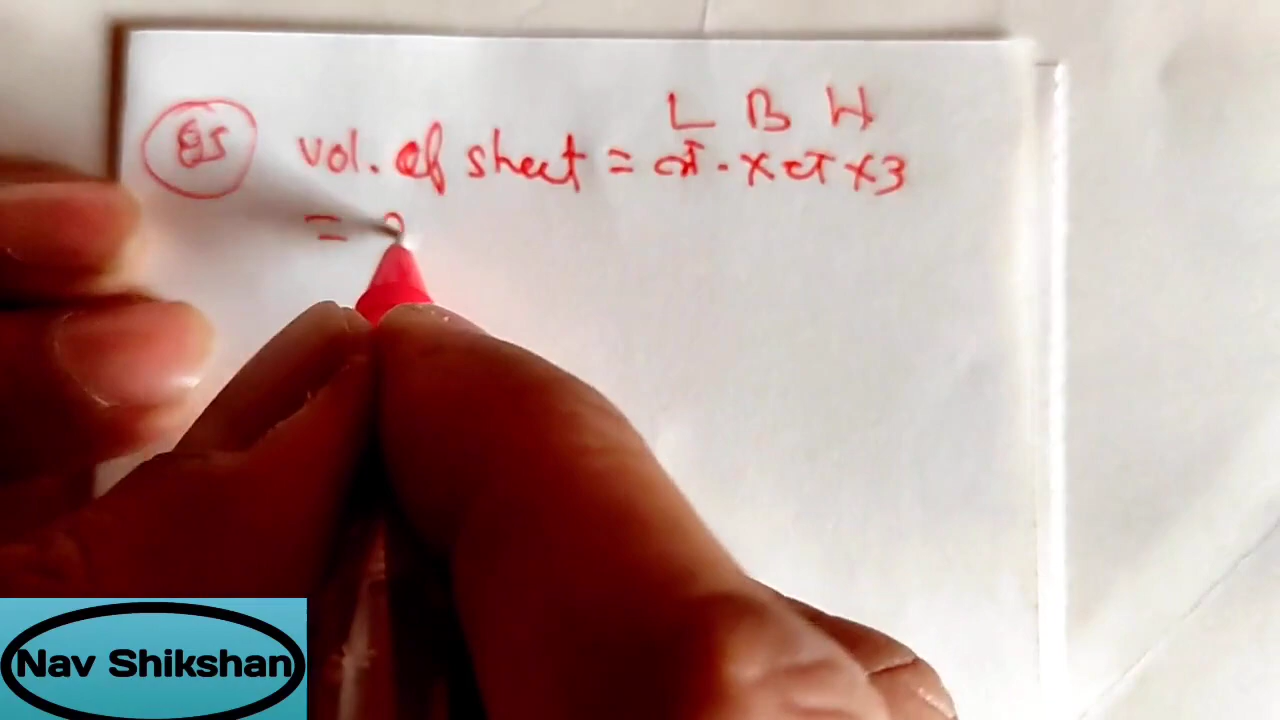 L B H
Q5 vol. of sheet = x x 3
=
Nav Shikshan